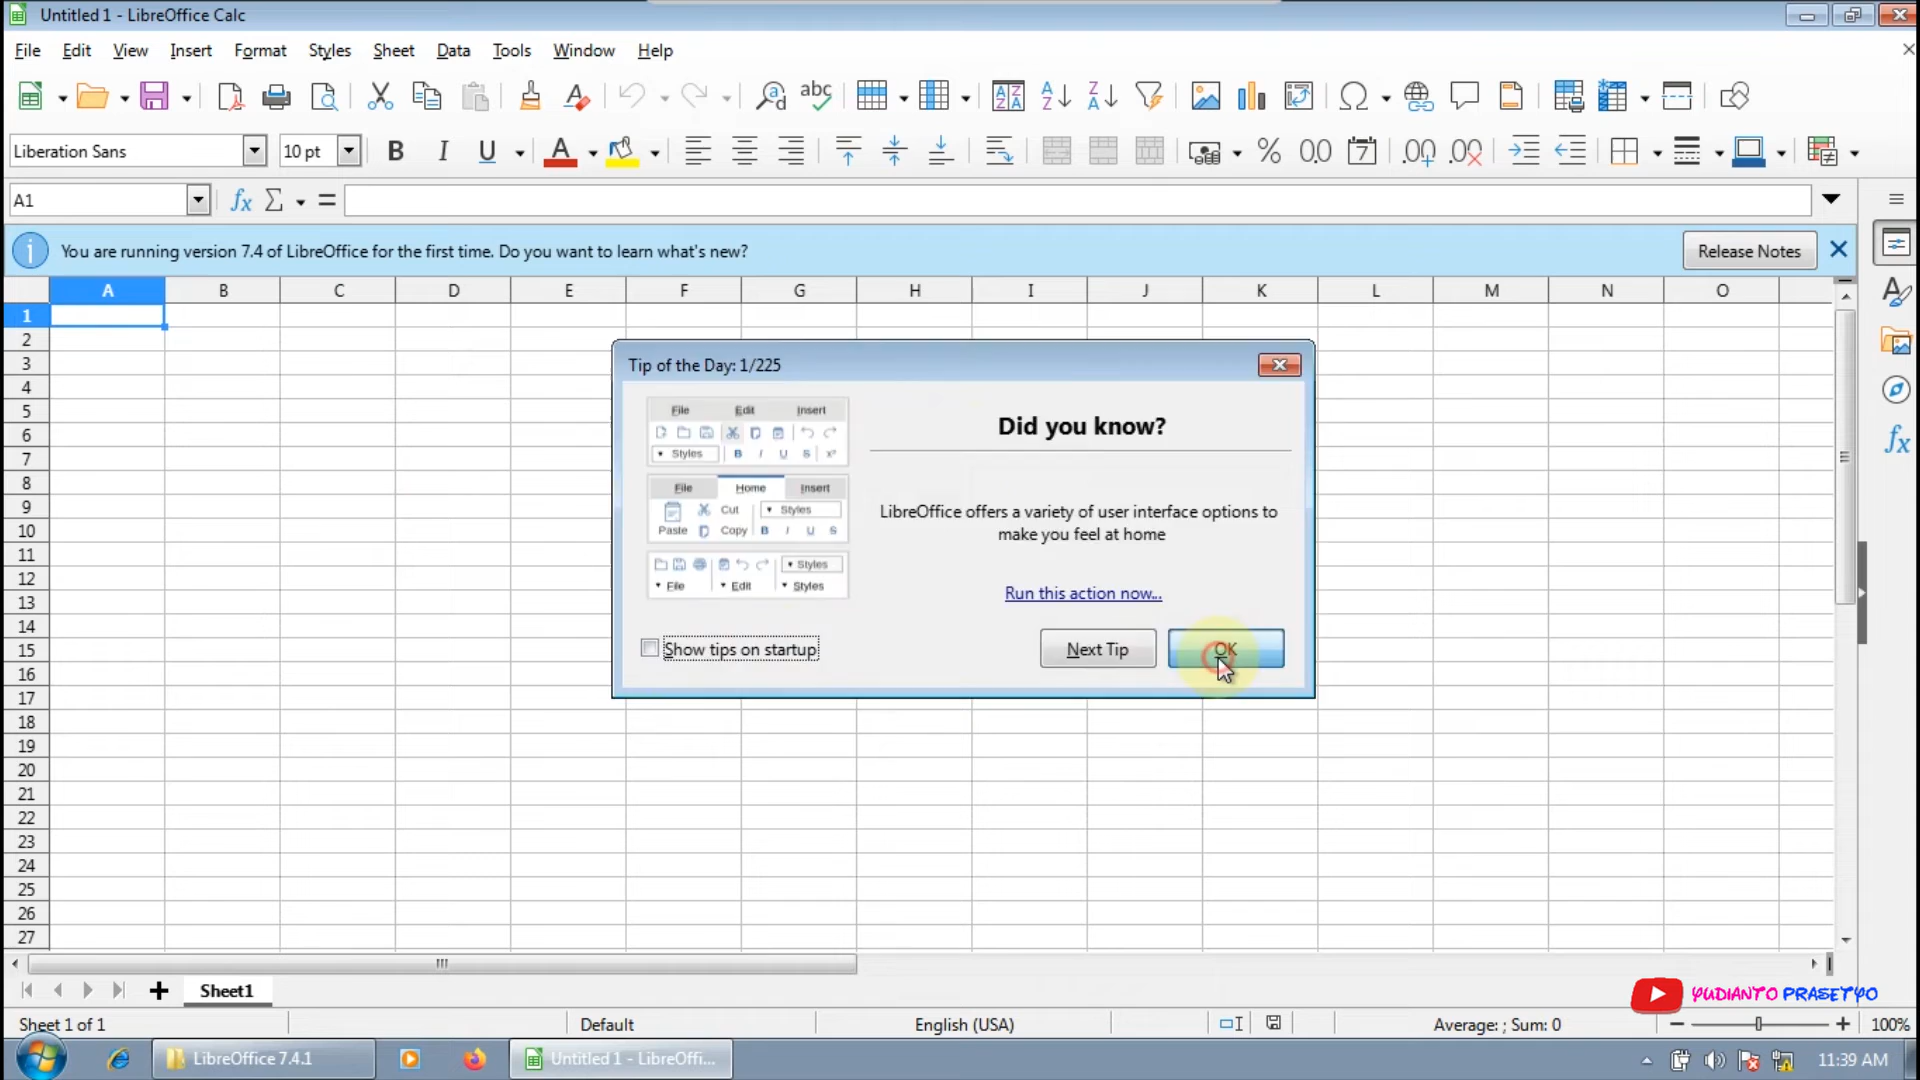 Untitled 1 - LibreOffice Calc
File Edit View Insert Format Styles Sheet Data Tools Window Help
Liberation Sans 10 pt
A1
You are running version 7.4 of LibreOffice for the first time. Do you want to learn what's new? Release Notes
A B C D E F G H I J K L M N O
1
2
3
4
5
6
7
8
9
10
11
12
13
14
15
16
17
18
19
20
21
22
23
24
25
26
27
Tip of the Day: 1/225
File Edit Insert
Styles B I U S x²
File Home Insert
Cut Styles
Paste Copy B I U S
Styles
File Edit Styles
Did you know?
LibreOffice offers a variety of user interface options to
make you feel at home
Run this action now...
Show tips on startup Next Tip OK
Sheet1
YUDIANTO PRASETYO
Sheet 1 of 1 Default English (USA) Average: ; Sum: 0 100%
LibreOffice 7.4.1 Untitled 1 - LibreOffi... 11:39 AM